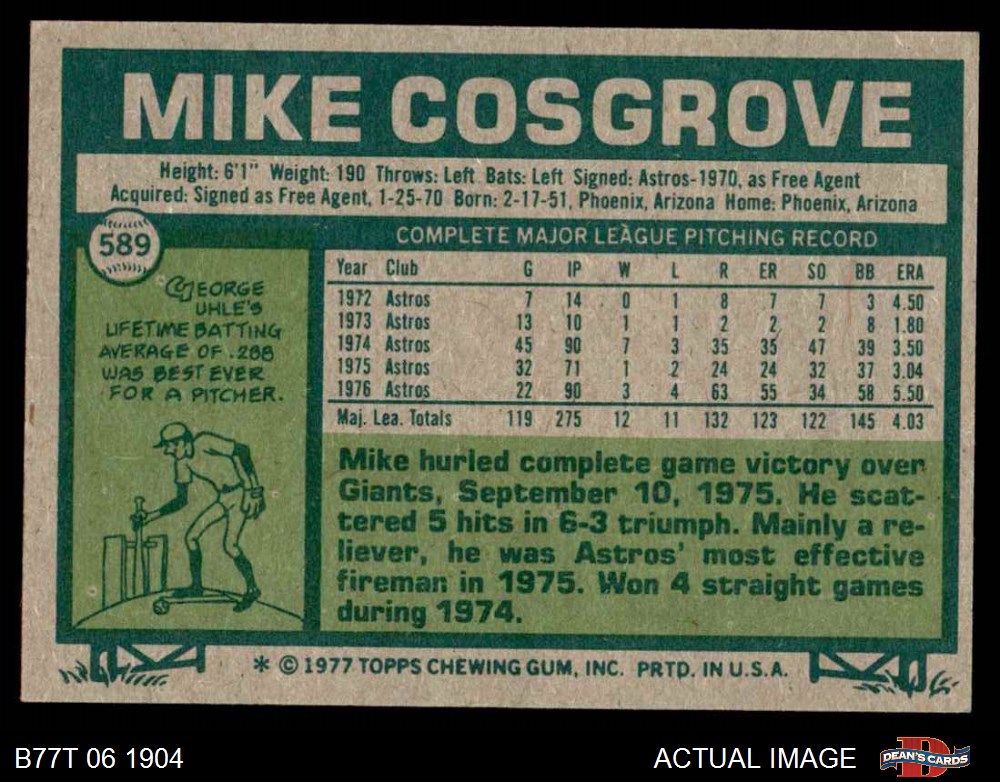 MIKE COSGROVE
Height: 6'1" Weight: 190 Throws: Left Bats: Left Signed: Astros-1970, as Free Agent
Acquired: Signed as Free Agent, 1-25-70 Born: 2-17-51, Phoenix, Arizona Home: Phoenix, Arizona
589
GEORGE
UHLE'S
LIFETIME BATTING
AVERAGE OF .288
WAS BEST EVER
FOR A PITCHER.
COMPLETE MAJOR LEAGUE PITCHING RECORD
Year Club G IP W L R ER SO BB ERA
1972 Astros 7 14 0 1 8 7 7 3 4.50
1973 Astros 13 10 1 1 2 2 2 8 1.80
1974 Astros 45 90 7 3 35 35 47 39 3.50
1975 Astros 32 71 1 2 24 24 32 37 3.04
1976 Astros 22 90 3 4 63 55 34 58 5.50
Maj. Lea. Totals 119 275 12 11 132 123 122 145 4.03
Mike hurled complete game victory over
Giants, September 10, 1975. He scat-
tered 5 hits in 6-3 triumph. Mainly a re-
liever, he was Astros' most effective
fireman in 1975. Won 4 straight games
during 1974.
* © 1977 TOPPS CHEWING GUM, INC. PRTD. IN U.S.A.
B77T 06 1904
ACTUAL IMAGE
DEAN'S CARDS